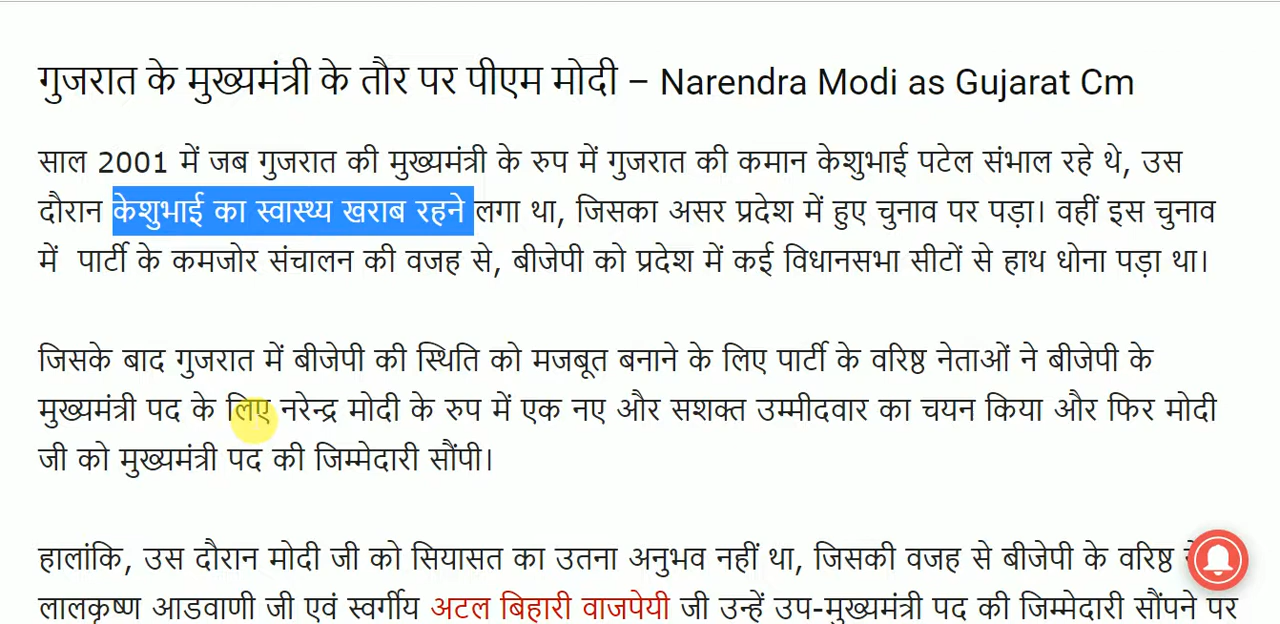 गुजरात के मुख्यमंत्री के तौर पर पीएम मोदी – Narendra Modi as Gujarat Cm
साल 2001 में जब गुजरात की मुख्यमंत्री के रुप में गुजरात की कमान केशुभाई पटेल संभाल रहे थे, उस
दौरान केशुभाई का स्वास्थ्य खराब रहने लगा था, जिसका असर प्रदेश में हुए चुनाव पर पड़ा। वहीं इस चुनाव
में पार्टी के कमजोर संचालन की वजह से, बीजेपी को प्रदेश में कई विधानसभा सीटों से हाथ धोना पड़ा था।
जिसके बाद गुजरात में बीजेपी की स्थिति को मजबूत बनाने के लिए पार्टी के वरिष्ठ नेताओं ने बीजेपी के
मुख्यमंत्री पद के लिए नरेन्द्र मोदी के रुप में एक नए और सशक्त उम्मीदवार का चयन किया और फिर मोदी
जी को मुख्यमंत्री पद की जिम्मेदारी सौंपी।
हालांकि, उस दौरान मोदी जी को सियासत का उतना अनुभव नहीं था, जिसकी वजह से बीजेपी के वरिष्ठ
लालकृष्ण आडवाणी जी एवं स्वर्गीय अटल बिहारी वाजपेयी जी उन्हें उप-मुख्यमंत्री पद की जिम्मेदारी सौंपने पर